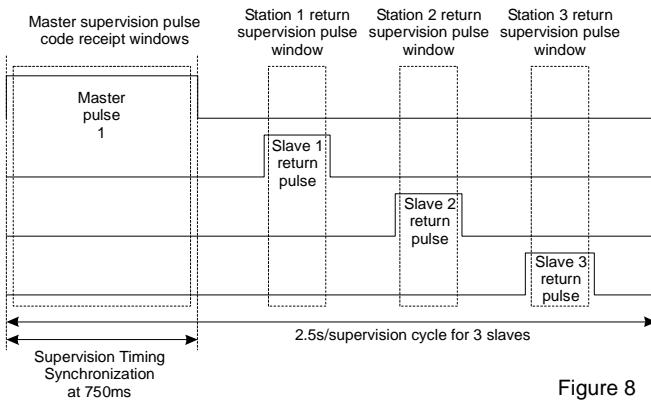 Master supervision pulse
code receipt windows
Station 1 return
supervision pulse
window
Station 2 return
supervision pulse
window
Station 3 return
supervision pulse
window
Master
pulse
1
Slave 1
return
pulse
Slave 2
return
pulse
Slave 3
return
pulse
2.5s/supervision cycle for 3 slaves
Supervision Timing
Synchronization
at 750ms
Figure 8